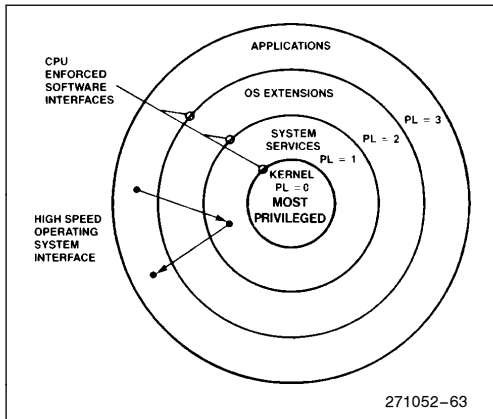 APPLICATIONS
CPU
ENFORCED
SOFTWARE
INTERFACES
OS EXTENSIONS
PL = 3
SYSTEM
SERVICES
PL = 2
PL = 1
KERNEL
PL = 0
MOST
PRIVILEGED
HIGH SPEED
OPERATING
SYSTEM
INTERFACE
271052–63